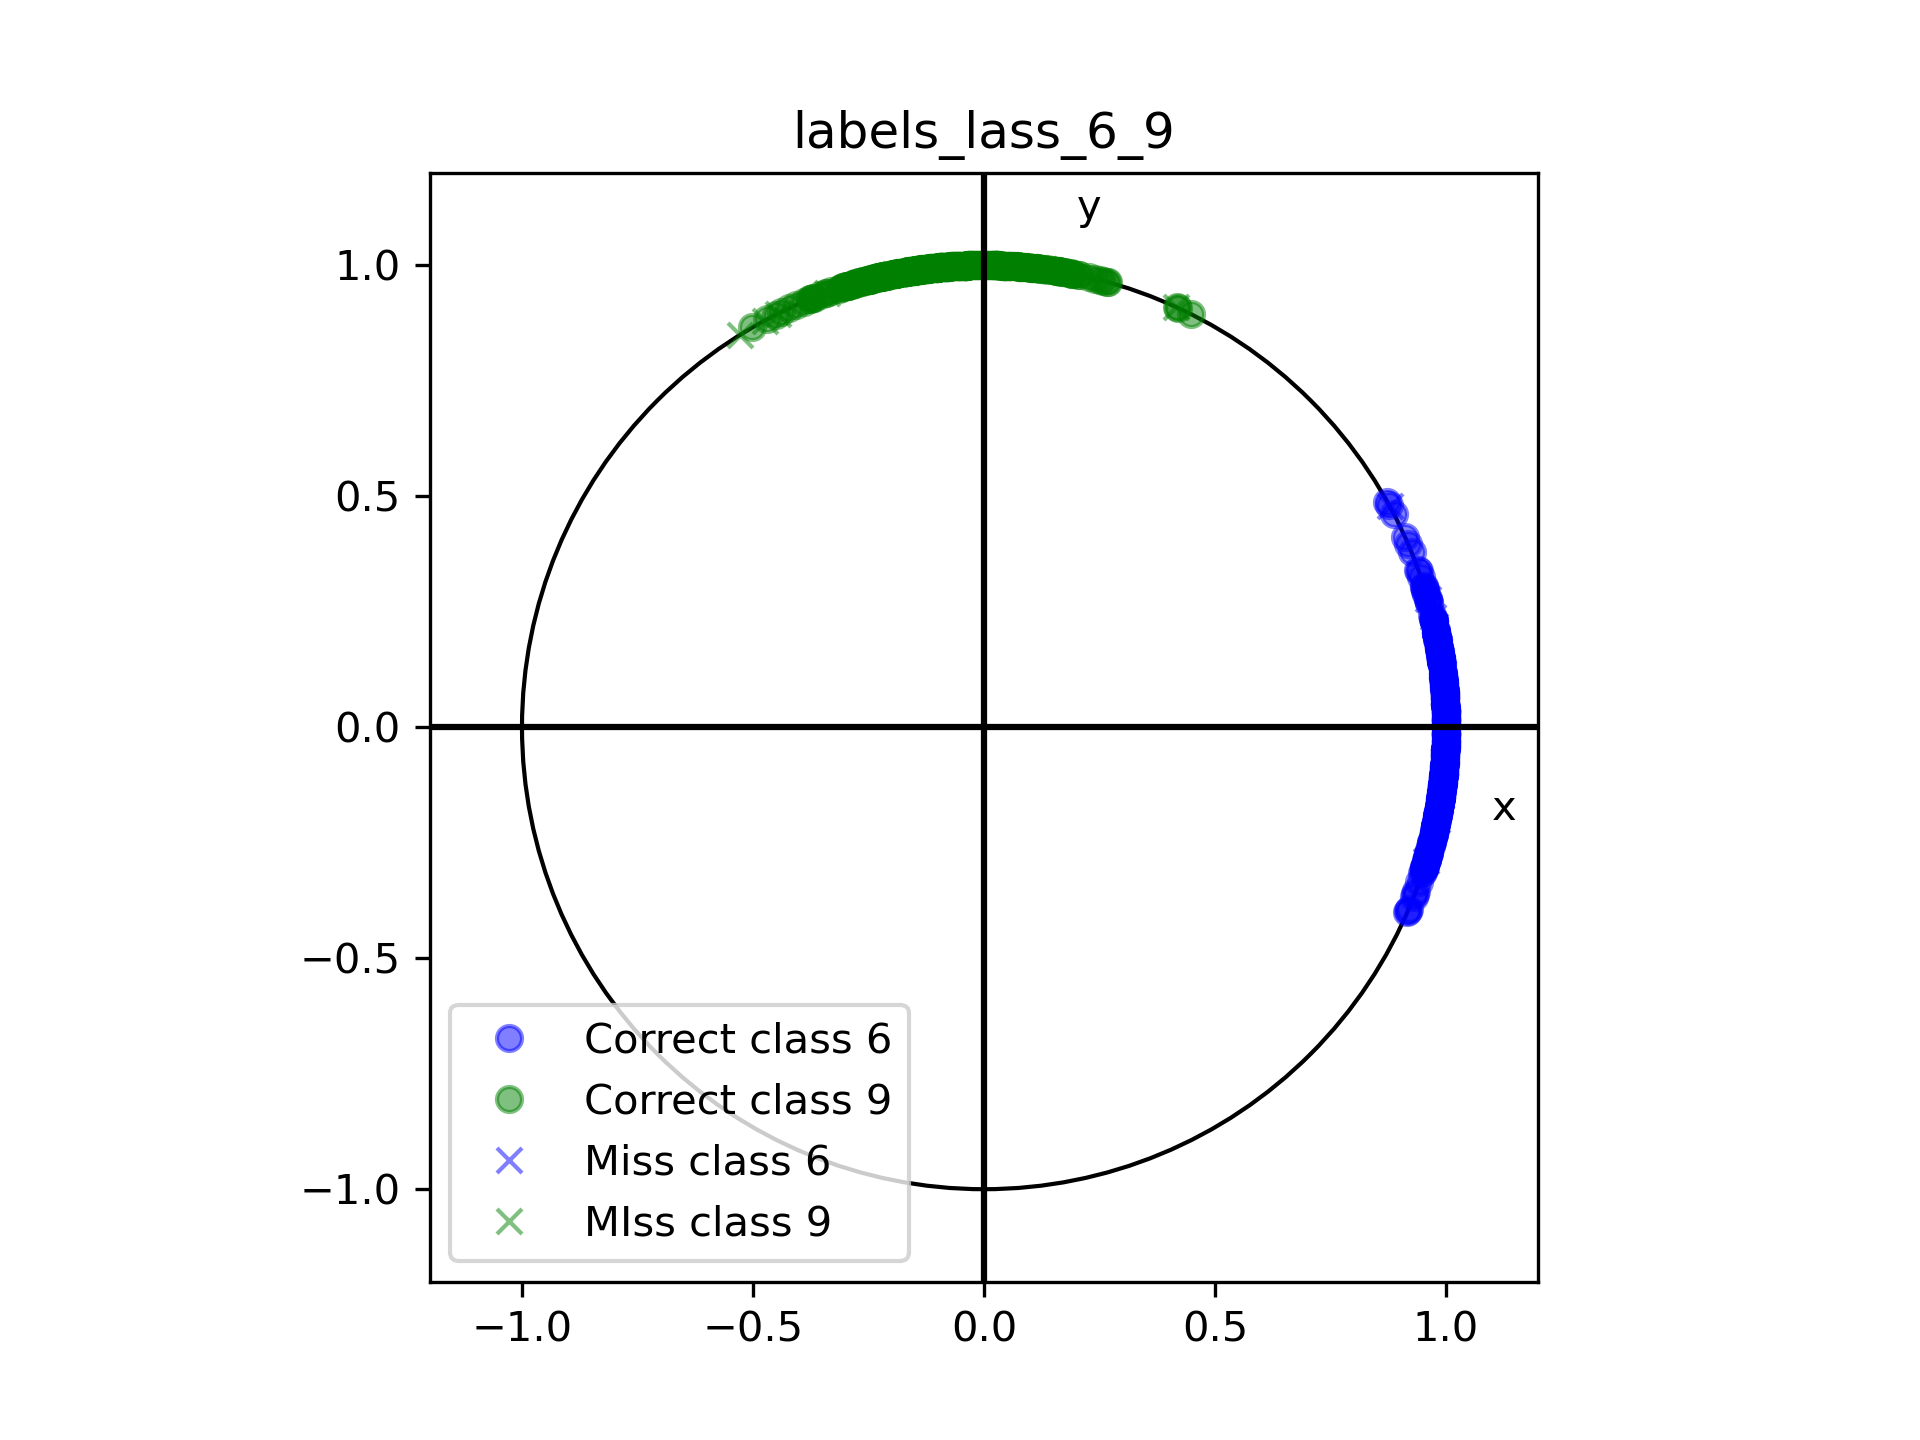 labels_lass_6_9
y
1.0
0.5
0.0
x
−0.5
−1.0
Correct class 6
Correct class 9
Miss class 6
MIss class 9
−1.0 −0.5 0.0 0.5 1.0